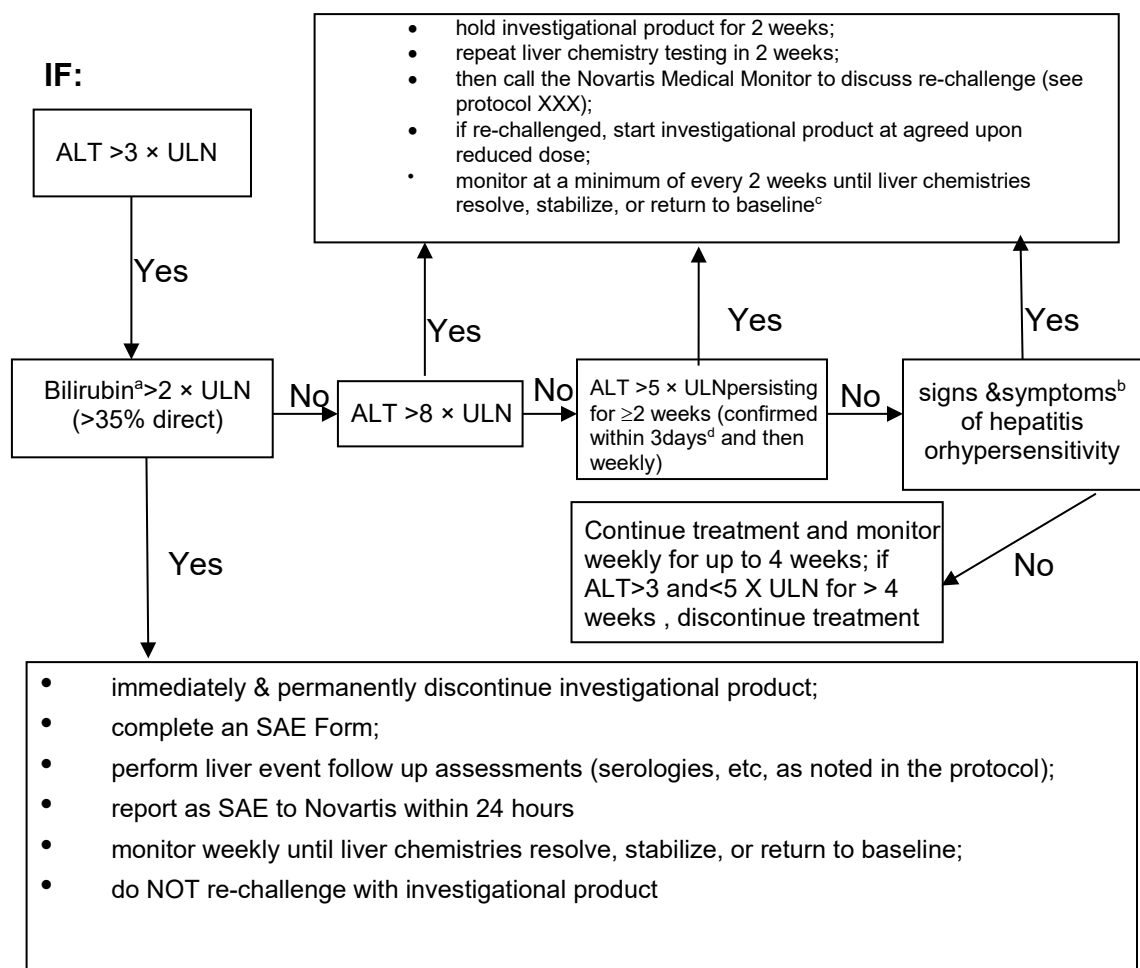 • hold investigational product for 2 weeks;
• repeat liver chemistry testing in 2 weeks;
• then call the Novartis Medical Monitor to discuss re-challenge (see
protocol XXX);
• if re-challenged, start investigational product at agreed upon
reduced dose;
• monitor at a minimum of every 2 weeks until liver chemistries
resolve, stabilize, or return to baselineᶜ
IF:
ALT >3 × ULN
Yes
Yes
Yes
Yes
Bilirubinᵃ>2 × ULN
(>35% direct)
No
ALT >8 × ULN
No
ALT >5 × ULNpersisting
for ≥2 weeks (confirmed
within 3daysᵈ and then
weekly)
No
signs &symptomsᵇ
of hepatitis
orhypersensitivity
Yes
Continue treatment and monitor
weekly for up to 4 weeks; if
ALT>3 and<5 X ULN for > 4
weeks , discontinue treatment
No
• immediately & permanently discontinue investigational product;
• complete an SAE Form;
• perform liver event follow up assessments (serologies, etc, as noted in the protocol);
• report as SAE to Novartis within 24 hours
• monitor weekly until liver chemistries resolve, stabilize, or return to baseline;
• do NOT re-challenge with investigational product